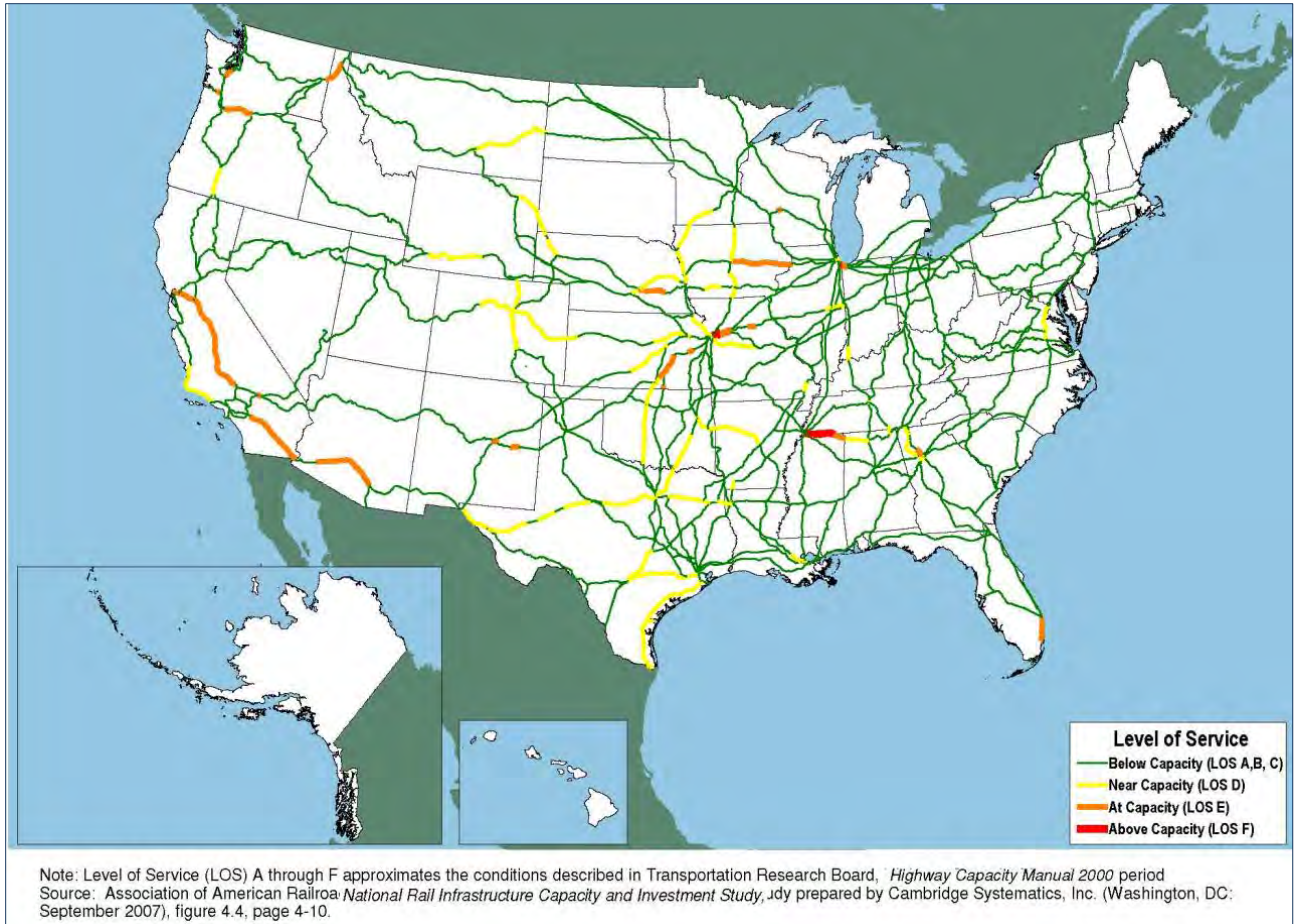 Level of Service
Below Capacity (LOS A,B, C)
Near Capacity (LOS D)
At Capacity (LOS E)
Above Capacity (LOS F)
Note: Level of Service (LOS) A through F approximates the conditions described in Transportation Research Board, Highway Capacity Manual 2000 period
Source: Association of American Railroa National Rail Infrastructure Capacity and Investment Study, dy prepared by Cambridge Systematics, Inc. (Washington, DC:
September 2007), figure 4.4, page 4-10.